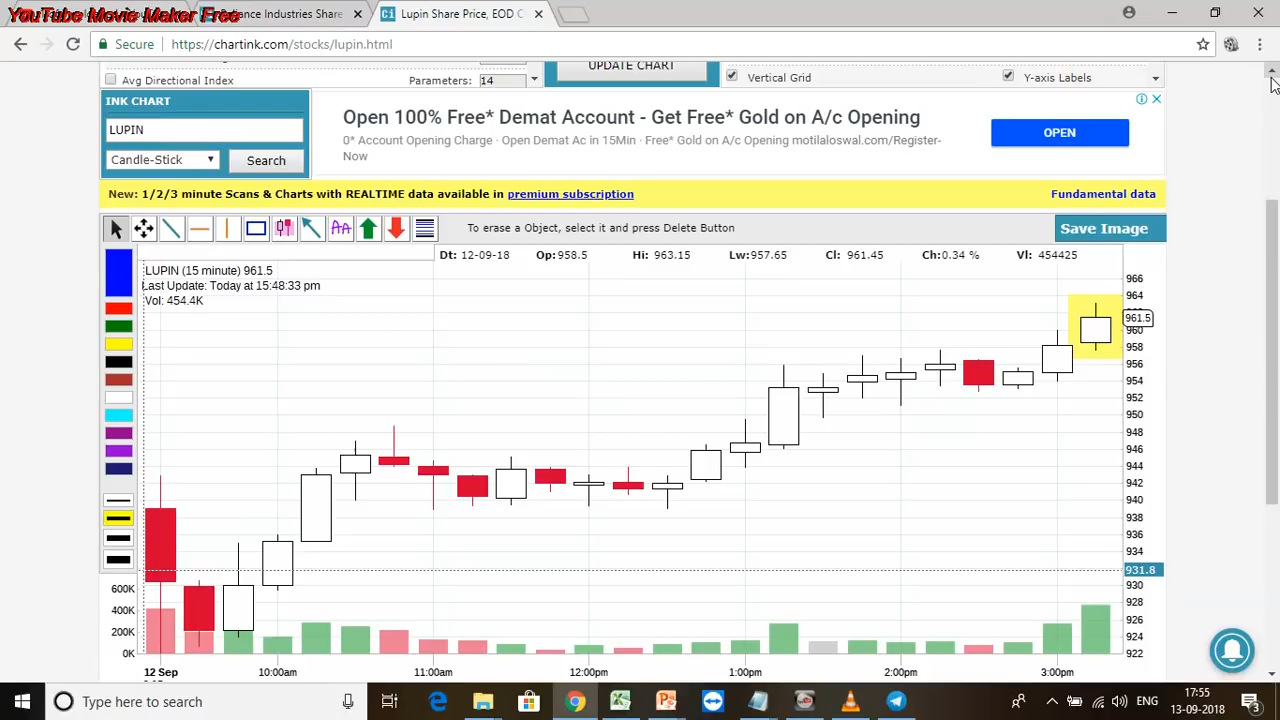 YouTube Movie Maker Free
Reliance Industries Share
Lupin Share Price, EOD C
Secure
https://chartink.com/stocks/lupin.html
Avg Directional Index
Parameters:
14
UPDATE CHART
Vertical Grid
Y-axis Labels
INK CHART
LUPIN
Candle-Stick
Search
Open 100% Free* Demat Account - Get Free* Gold on A/c Opening
0* Account Opening Charge · Open Demat Ac in 15Min · Free* Gold on A/c Opening motilaloswal.com/Register-
Now
OPEN
New: 1/2/3 minute Scans & Charts with REALTIME data available in premium subscription
Fundamental data
To erase a Object, select it and press Delete Button
Save Image
Dt: 12-09-18 Op:958.5 Hi: 963.15 Lw:957.65 Cl: 961.45 Ch:0.34 % Vl: 454425
LUPIN (15 minute) 961.5
Last Update: Today at 15:48:33 pm
Vol: 454.4K
966
964
961.5
960
958
956
954
952
950
948
946
944
942
940
938
936
934
931.8
930
928
926
924
922
600K
400K
200K
0K
12 Sep
10:00am
11:00am
12:00pm
1:00pm
2:00pm
3:00pm
Type here to search
ENG
17:55
13-09-2018
3